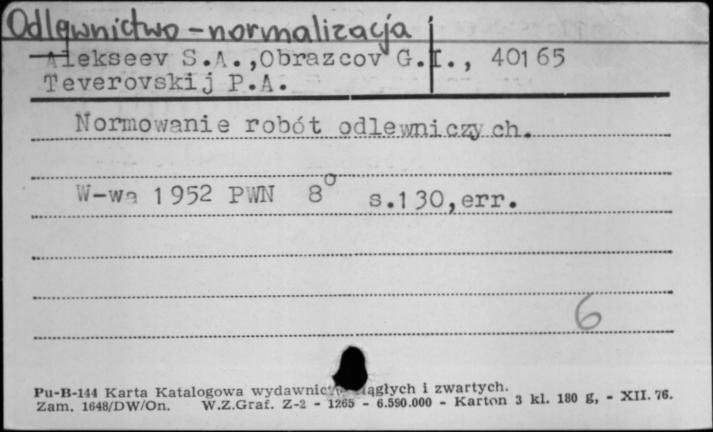 Odlewnictwo - normalizacja
Alekseev S.A., Obrazcov G.I., 40165
Teverovskij P.A.
Normowanie robót odlewniczych.
W-wa 1952 PWN 8° s.130,err.
6
Pu-B-144 Karta Katalogowa wydawnictw ciągłych i zwartych.
Zam. 1648/DW/On. W.Z.Graf. Z-2 - 1265 - 6.590.000 - Karton 3 kl. 180 g, - XII. 76.